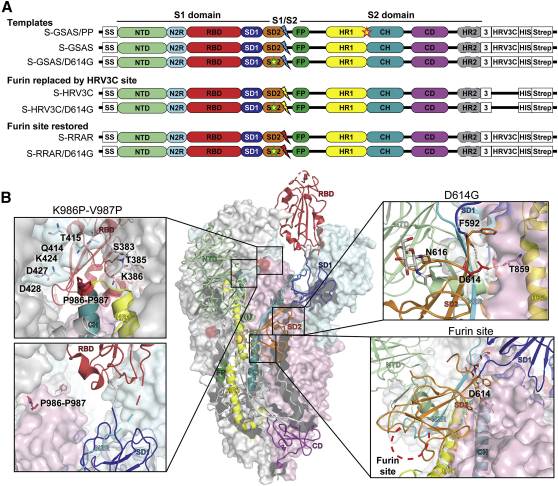 A
S1 domain
S1/S2
S2 domain
Templates
S-GSAS/PP SS NTD N2R RBD SD1 SD2 FP HR1 CH CD HR2 3 HRV3C HIS Strep
S-GSAS SS NTD N2R RBD SD1 SD2 FP HR1 CH CD HR2 3 HRV3C HIS Strep
S-GSAS/D614G SS NTD N2R RBD SD1 FP HR1 CH CD HR2 3 HRV3C HIS Strep
Furin replaced by HRV3C site
S-HRV3C SS NTD N2R RBD SD1 SD2 FP HR1 CH CD HR2 3 HIS Strep
S-HRV3C/D614G SS NTD N2R RBD SD1 FP HR1 CH CD HR2 3 HIS Strep
Furin site restored
S-RRAR SS NTD N2R RBD SD1 SD2 FP HR1 CH CD HR2 3 HRV3C HIS Strep
S-RRAR/D614G SS NTD N2R RBD SD1 FP HR1 CH CD HR2 3 HRV3C HIS Strep
B
K986P-V987P
RBD
T415
Q414
K424
D427
D428
S383
T385
K386
P986-P987
CH
RBD
P986-P987
SD1
RBD
NTD
SD1
SD2
CD
D614G
SD1
F592
N616
D614
T859
SD2
Furin site
NTD
SD1
D614
SD2
CH
Furin
site